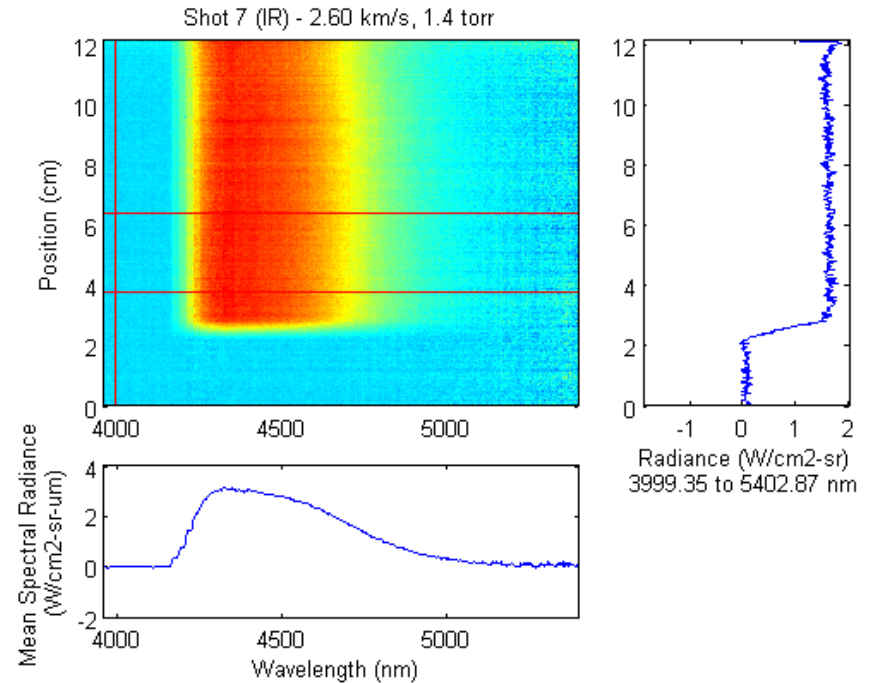 Shot 7 (IR) - 2.60 km/s, 1.4 torr
12
10
8
6
4
2
0
Position (cm)
4000 4500 5000
12
10
8
6
4
2
0
-1 0 1 2
Radiance (W/cm2-sr)
3999.35 to 5402.87 nm
Mean Spectral Radiance
(W/cm2-sr-um)
4
2
0
-2
4000 4500 5000
Wavelength (nm)